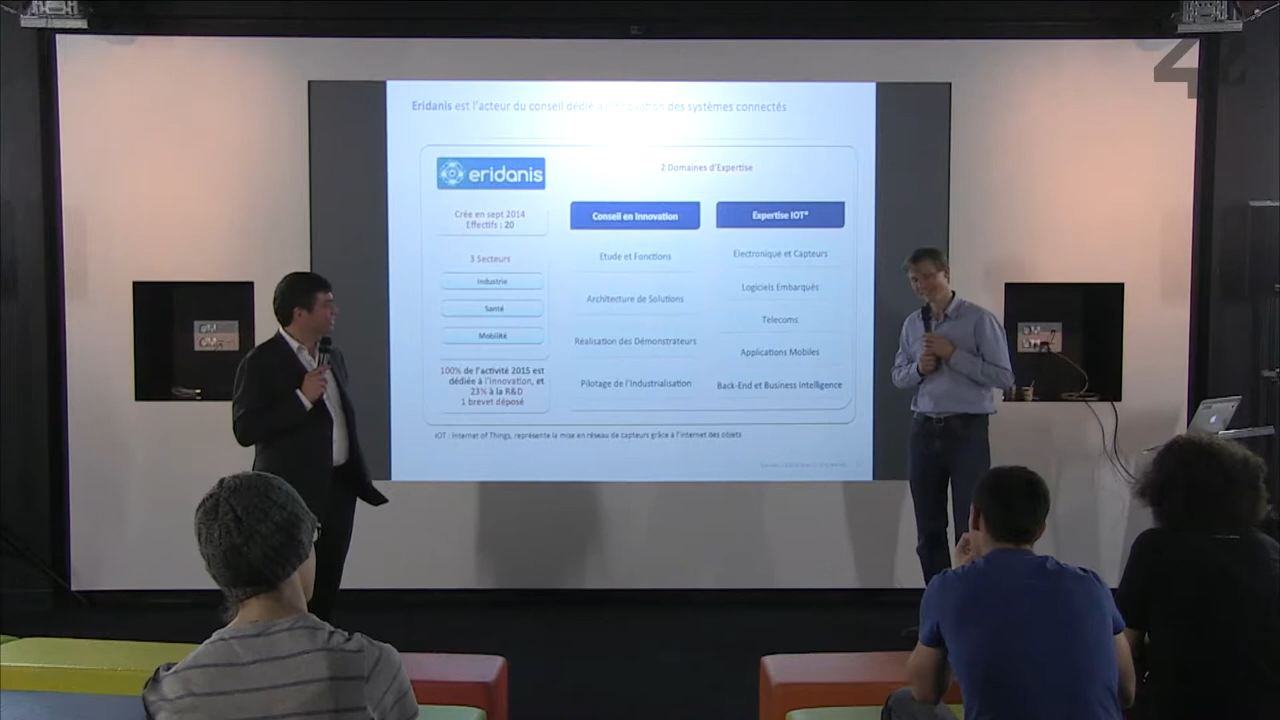 42
Eridanis est l'acteur du conseil dédié à l'innovation des systèmes connectés
eridanis
Crée en sept 2014
Effectifs : 20
3 Secteurs
Industrie
Santé
Mobilité
100% de l'activité 2015 est
dédiée à l'innovation, et
23% à la R&D
1 brevet déposé
2 Domaines d'Expertise
Conseil en Innovation
Etude et Fonctions
Architecture de Solutions
Réalisation des Démonstrateurs
Pilotage de l'Industrialisation
Expertise IOT*
Electronique et Capteurs
Logiciels Embarqués
Telecoms
Applications Mobiles
Back-End et Business Intelligence
IOT : Internet of Things, représente la mise en réseau de capteurs grâce à l'internet des objets